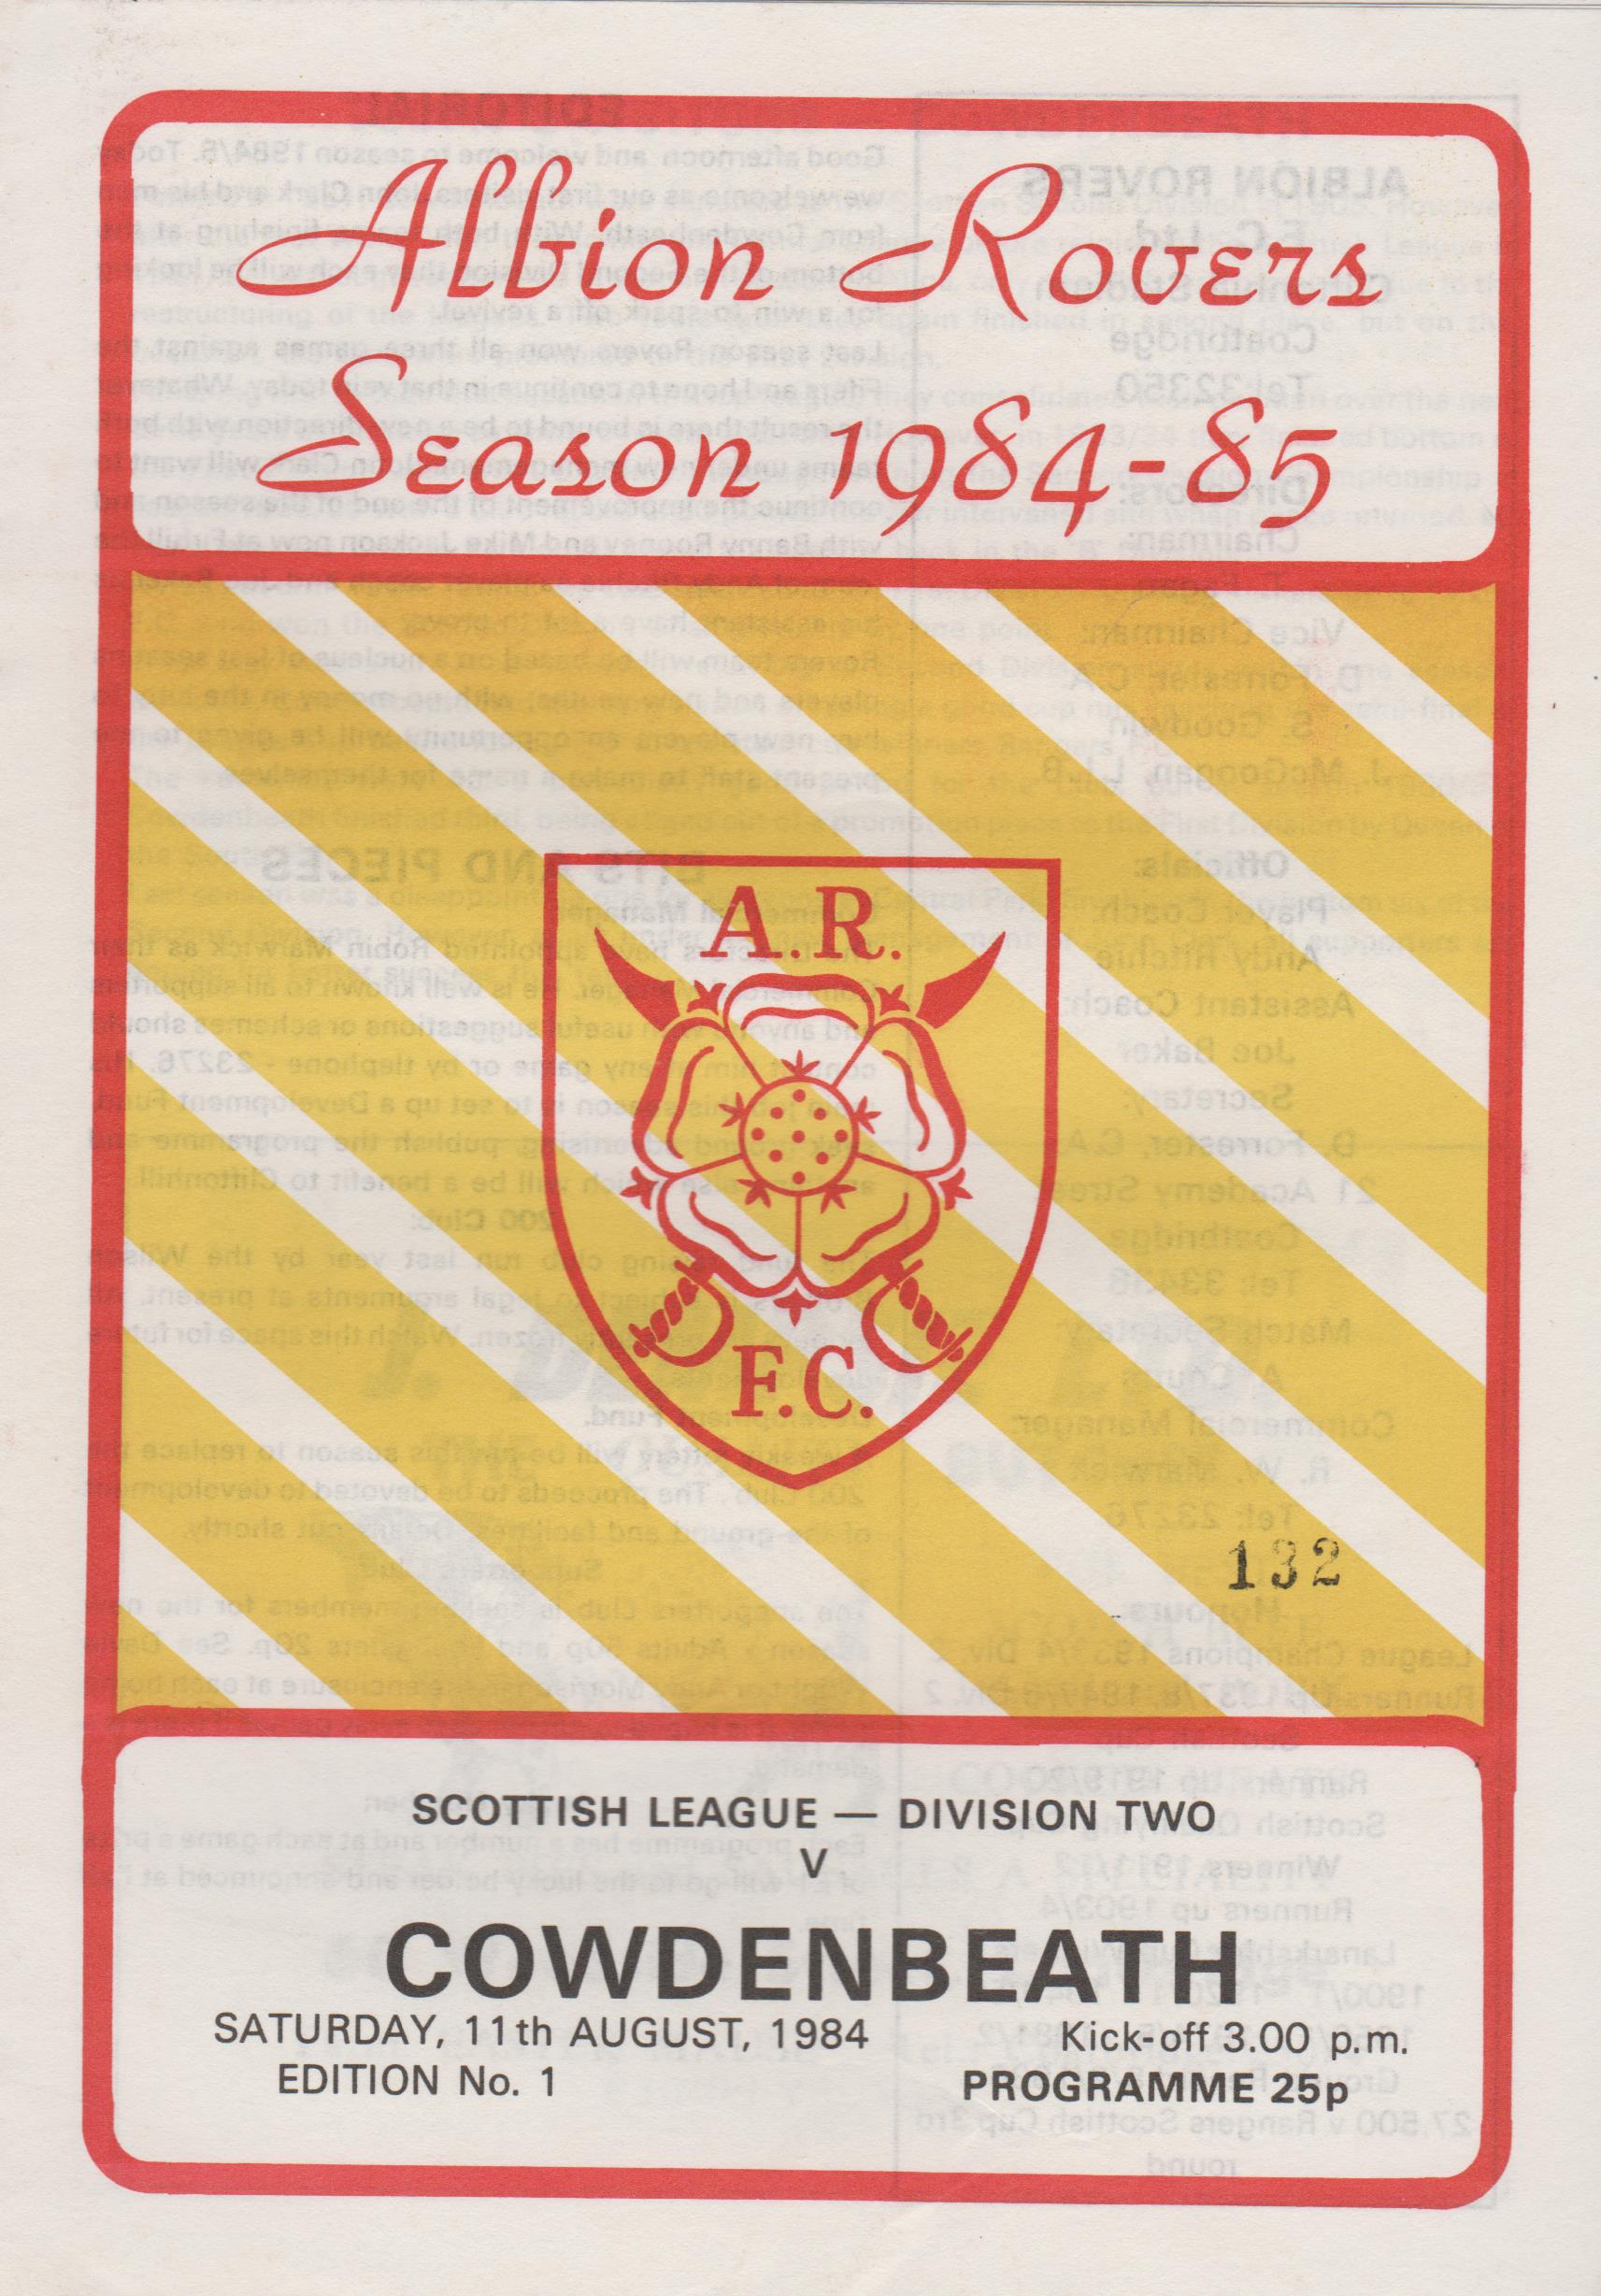 Albion Rovers
Season 1984-85
A.R.
F.C.
132
SCOTTISH LEAGUE — DIVISION TWO
V
COWDENBEATH
SATURDAY, 11th AUGUST, 1984 Kick-off 3.00 p.m.
EDITION No. 1 PROGRAMME 25p